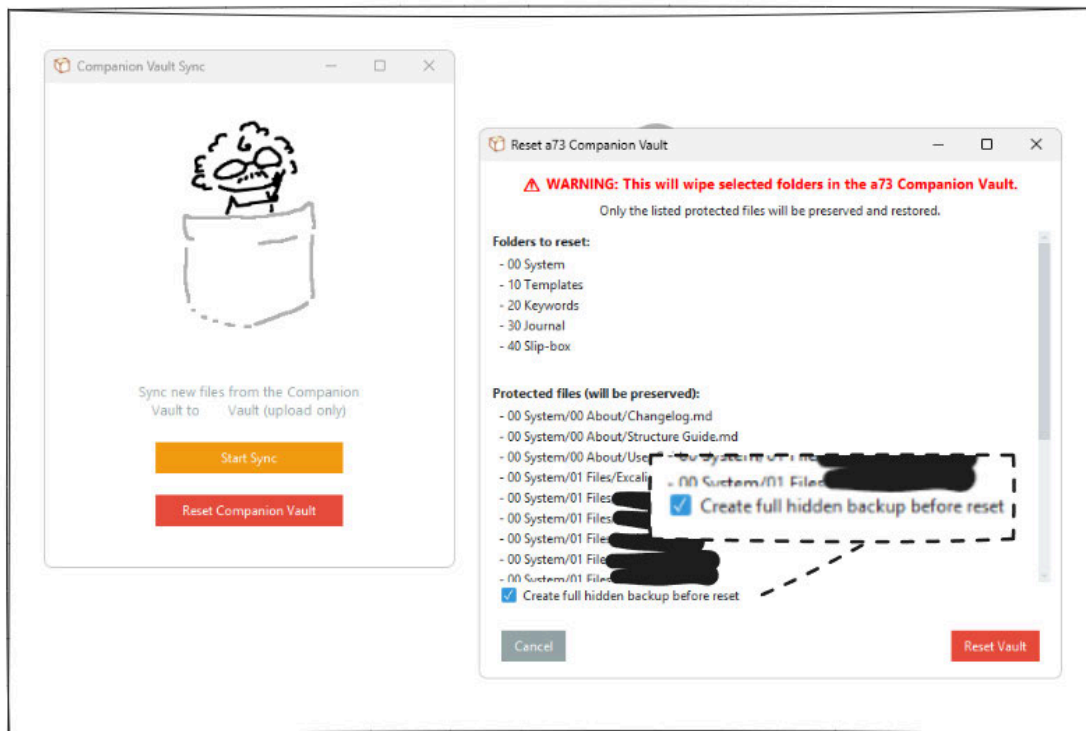 Companion Vault Sync
Sync new files from the Companion
Vault to Vault (upload only)
Start Sync
Reset Companion Vault
Reset a73 Companion Vault
⚠ WARNING: This will wipe selected folders in the a73 Companion Vault.
Only the listed protected files will be preserved and restored.
Folders to reset:
- 00 System
- 10 Templates
- 20 Keywords
- 30 Journal
- 40 Slip-box
Protected files (will be preserved):
- 00 System/00 About/Changelog.md
- 00 System/00 About/Structure Guide.md
- 00 System/00 About/Use
- 00 System/01 Files/Excali
- 00 System/01 Files/
- 00 System/01 Files
- 00 System/01 Files
- 00 System/01 File
- 00 System/01 Files
Create full hidden backup before reset
- 00 System/01 File
- 00 System/01 Files
Create full hidden backup before reset
Cancel
Reset Vault